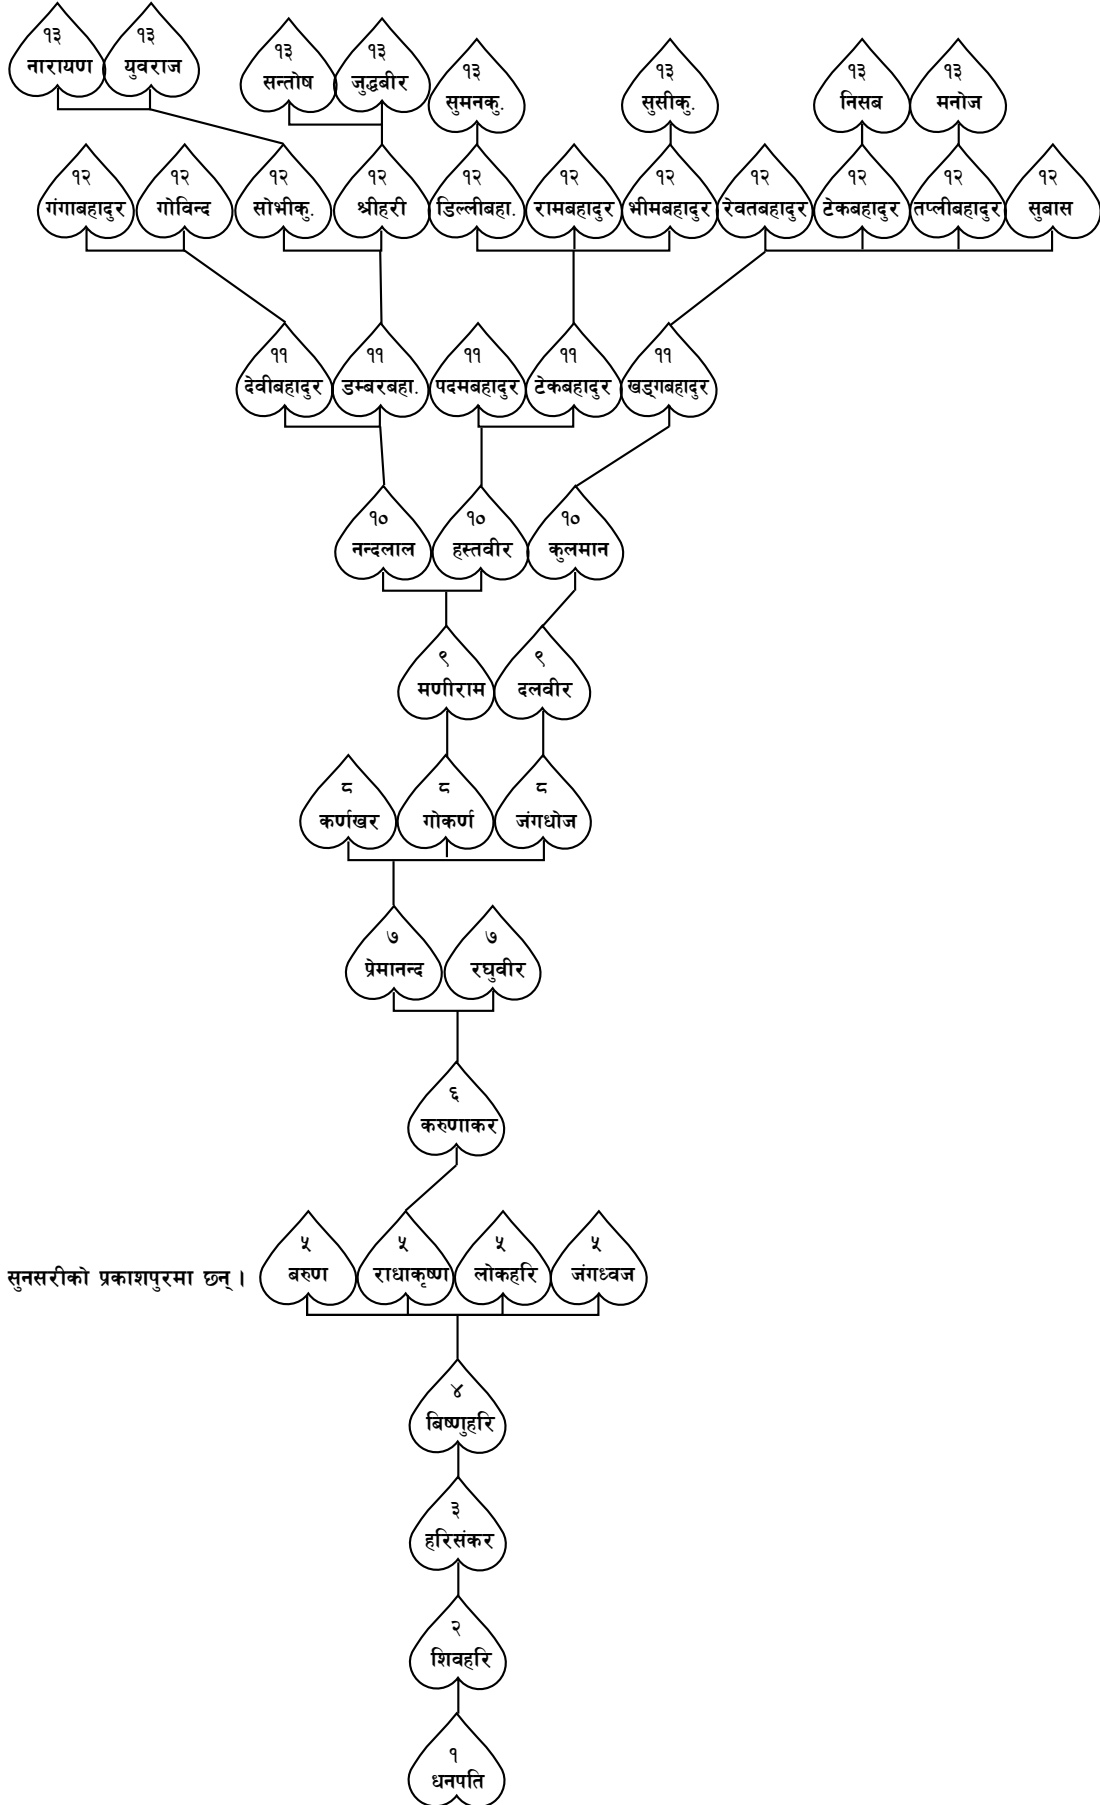 १३ १३
नारायण युवराज
१३ १३
सन्तोष जुद्धबीर
१३ १३ १३ १३
सुमनकु. सुसीकु. निसब मनोज
१२ १२ १२ १२ १२ १२ १२ १२ १२ १२ १२
गंगाबहादुर गोविन्द सोभीकु. श्रीहरी डिल्लीबहा. रामबहादुर भीमबहादुर रेवतबहादुर टेकबहादुर तप्लीबहादुर सुबास
११ ११ ११ ११ ११
देवीबहादुर डम्बरबहा. पदमबहादुर टेकबहादुर खड्गबहादुर
१० १० १०
नन्दलाल हस्तवीर कुलमान
९ ९
मणीराम दलवीर
८ ८ ८
कर्णखर गोकर्ण जंगधोज
७ ७
प्रेमानन्द रघुवीर
६
करुणाकर
५ ५ ५ ५
सुनसरीको प्रकाशपुरमा छन् । बरुण राधाकृष्ण लोकहरि जंगध्वज
४
बिष्णुहरि
३
हरिसंकर
२
शिवहरि
१
धनपति